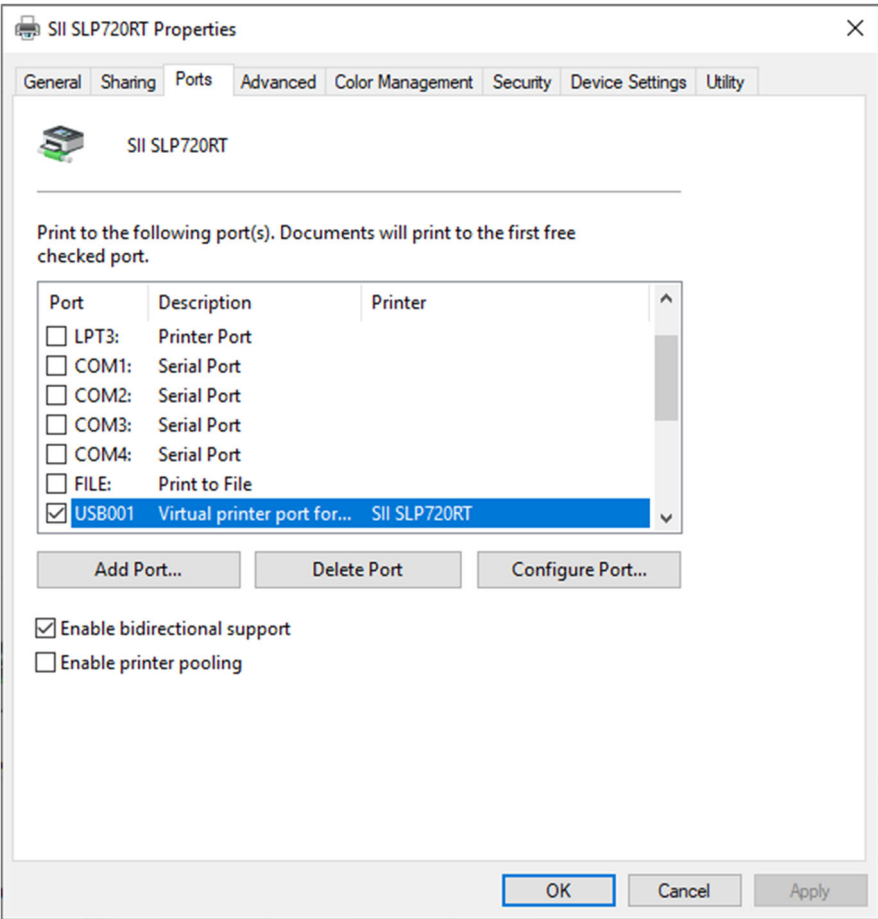 SII SLP720RT Properties
General Sharing Ports Advanced Color Management Security Device Settings Utility
SII SLP720RT
Print to the following port(s). Documents will print to the first free
checked port.
Port Description Printer
LPT3: Printer Port
COM1: Serial Port
COM2: Serial Port
COM3: Serial Port
COM4: Serial Port
FILE: Print to File
USB001 Virtual printer port for... SII SLP720RT
Add Port... Delete Port Configure Port...
Enable bidirectional support
Enable printer pooling
OK Cancel Apply